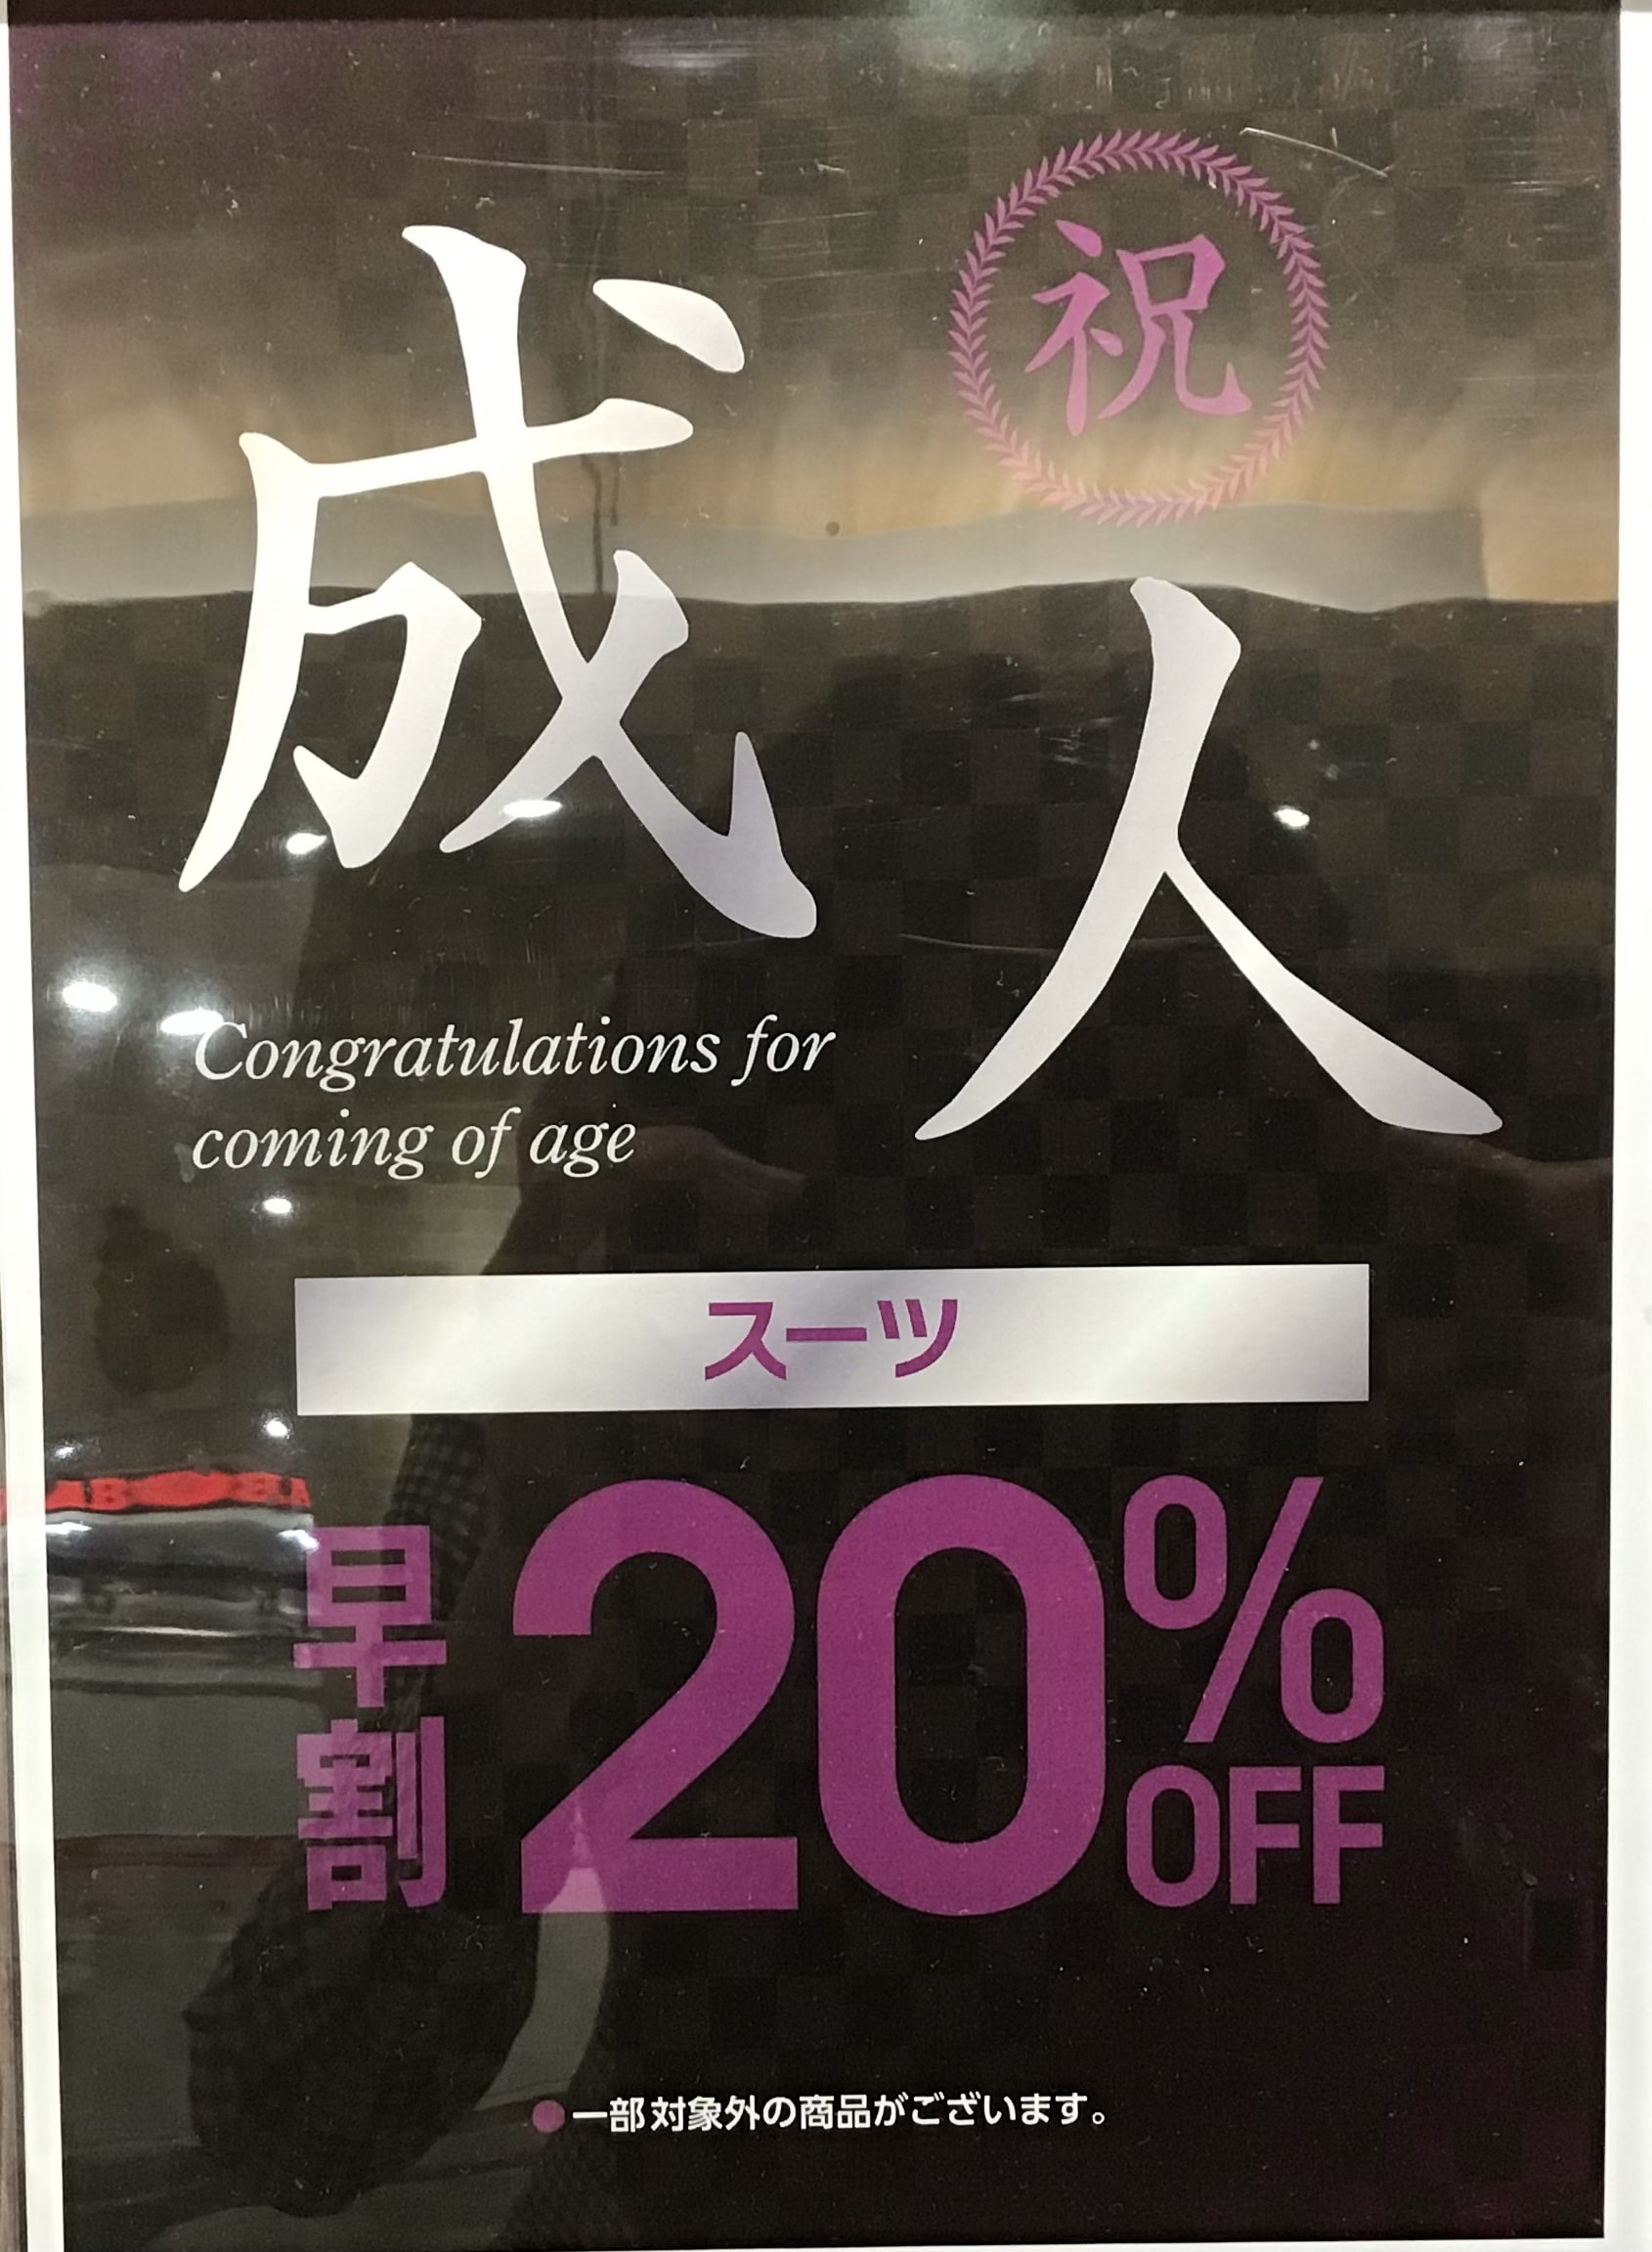 祝
成人
Congratulations for
coming of age
スーツ
早割 20%OFF
●一部対象外の商品がございます。